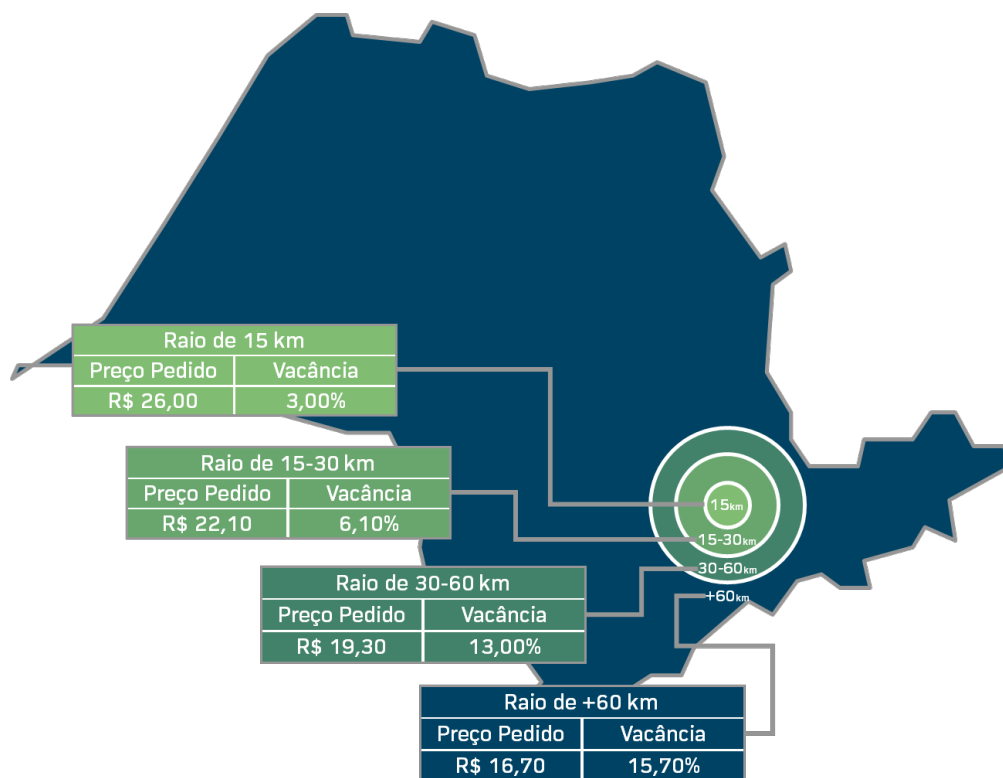 Raio de 15 km
Preço Pedido Vacância
R$ 26,00 3,00%
Raio de 15-30 km
Preço Pedido Vacância
R$ 22,10 6,10%
Raio de 30-60 km
Preço Pedido Vacância
R$ 19,30 13,00%
Raio de +60 km
Preço Pedido Vacância
R$ 16,70 15,70%
15km
15-30km
30-60km
+60km